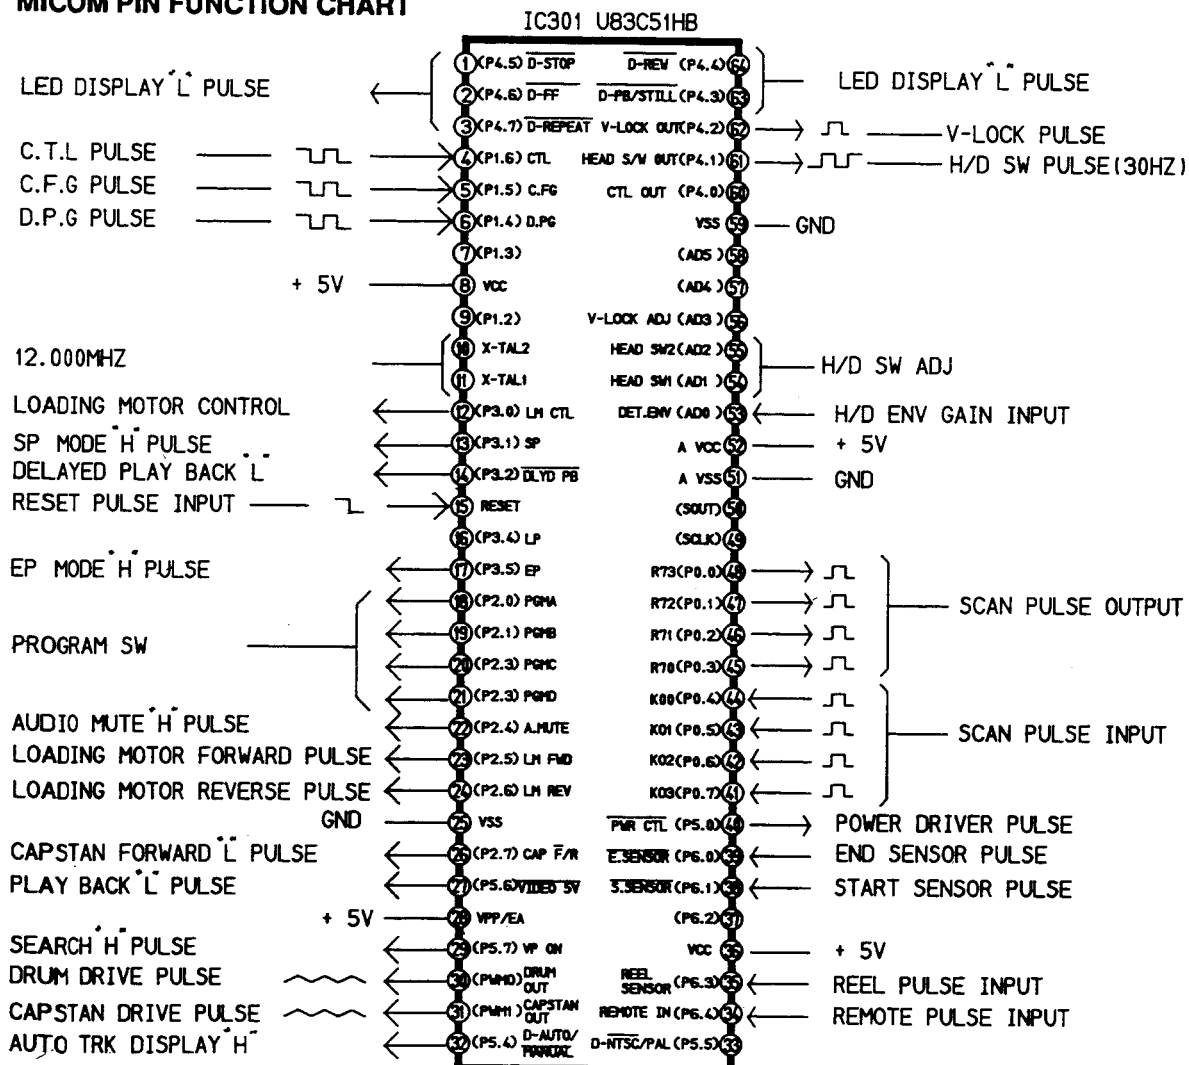 MICOM PIN FUNCTION CHART
IC301 U83C51HB
LED DISPLAY "L" PULSE
1 (P4.5) D-STOP
2 (P4.6) D-FF
3 (P4.7) D-REPEAT
C.T.L PULSE 4 (P1.6) CTL
C.F.G PULSE 5 (P1.5) C.FG
D.P.G PULSE 6 (P1.4) D.PG
7 (P1.3)
+ 5V 8 VCC
9 (P1.2)
12.000MHZ
10 X-TAL2
11 X-TAL1
LOADING MOTOR CONTROL 12 (P3.0) LM CTL
SP MODE "H" PULSE 13 (P3.1) SP
DELAYED PLAY BACK "L" 14 (P3.2) DLYD PB
RESET PULSE INPUT 15 RESET
16 (P3.4) LP
EP MODE "H" PULSE 17 (P3.5) EP
PROGRAM SW
18 (P2.0) PGMA
19 (P2.1) PGMB
20 (P2.3) PGMC
21 (P2.3) PGMD
AUDIO MUTE "H" PULSE 22 (P2.4) A.MUTE
LOADING MOTOR FORWARD PULSE 23 (P2.5) LM FWD
LOADING MOTOR REVERSE PULSE 24 (P2.6) LM REV
GND 25 VSS
CAPSTAN FORWARD "L" PULSE 26 (P2.7) CAP F/R
PLAY BACK "L" PULSE 27 (P5.6) VIDEO SV
+ 5V 28 VPP/EA
SEARCH "H" PULSE 29 (P5.7) VP ON
DRUM DRIVE PULSE 30 (PWM0) DRUM OUT
CAPSTAN DRIVE PULSE 31 (PWM1) CAPSTAN OUT
AUTO TRK DISPLAY "H" 32 (P5.4) D-AUTO/MANUAL
D-REW (P4.4) 64
D-PB/STILL (P4.3) 63
LED DISPLAY "L" PULSE
V-LOCK OUT (P4.2) 62 V-LOCK PULSE
HEAD S/W OUT (P4.1) 61 H/D SW PULSE (30HZ)
CTL OUT (P4.0) 60
VSS 59 GND
(AD5) 58
(AD4) 57
V-LOCK ADJ (AD3) 56
HEAD SW2 (AD2) 55
HEAD SW1 (AD1) 54
H/D SW ADJ
DET.ENV (AD0) 53 H/D ENV GAIN INPUT
A VCC 52 + 5V
A VSS 51 GND
(SOUT) 50
(SCLK) 49
R73 (P0.0) 48
R72 (P0.1) 47
R71 (P0.2) 46
R70 (P0.3) 45
SCAN PULSE OUTPUT
K00 (P0.4) 44
K01 (P0.5) 43
K02 (P0.6) 42
K03 (P0.7) 41
SCAN PULSE INPUT
PWR CTL (P5.0) 40 POWER DRIVER PULSE
E.SENSOR (P6.0) 39 END SENSOR PULSE
S.SENSOR (P6.1) 38 START SENSOR PULSE
(P6.2) 37
VCC 36 + 5V
REEL SENSOR (P6.3) 35 REEL PULSE INPUT
REMOTE IN (P6.4) 34 REMOTE PULSE INPUT
D-NTSC/PAL (P5.5) 33